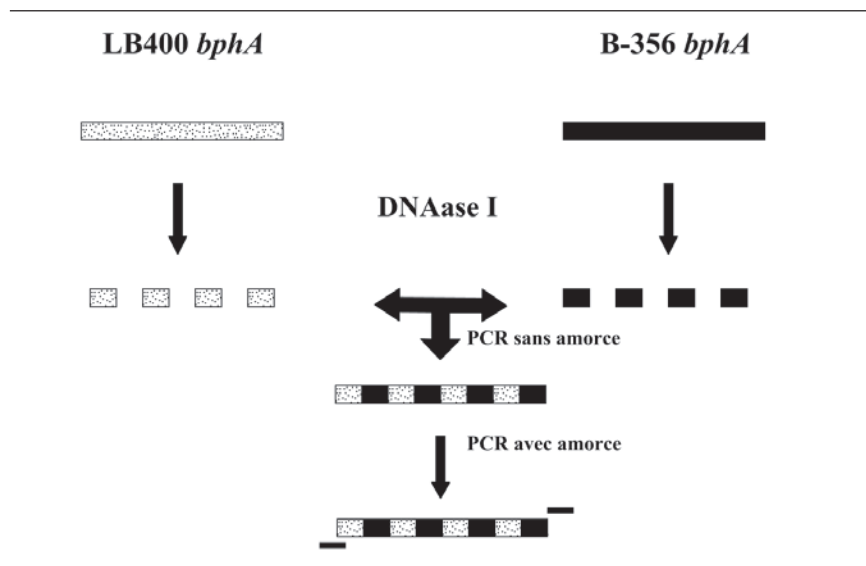 LB400 bphA
B-356 bphA
DNAase I
PCR sans amorce
PCR avec amorce